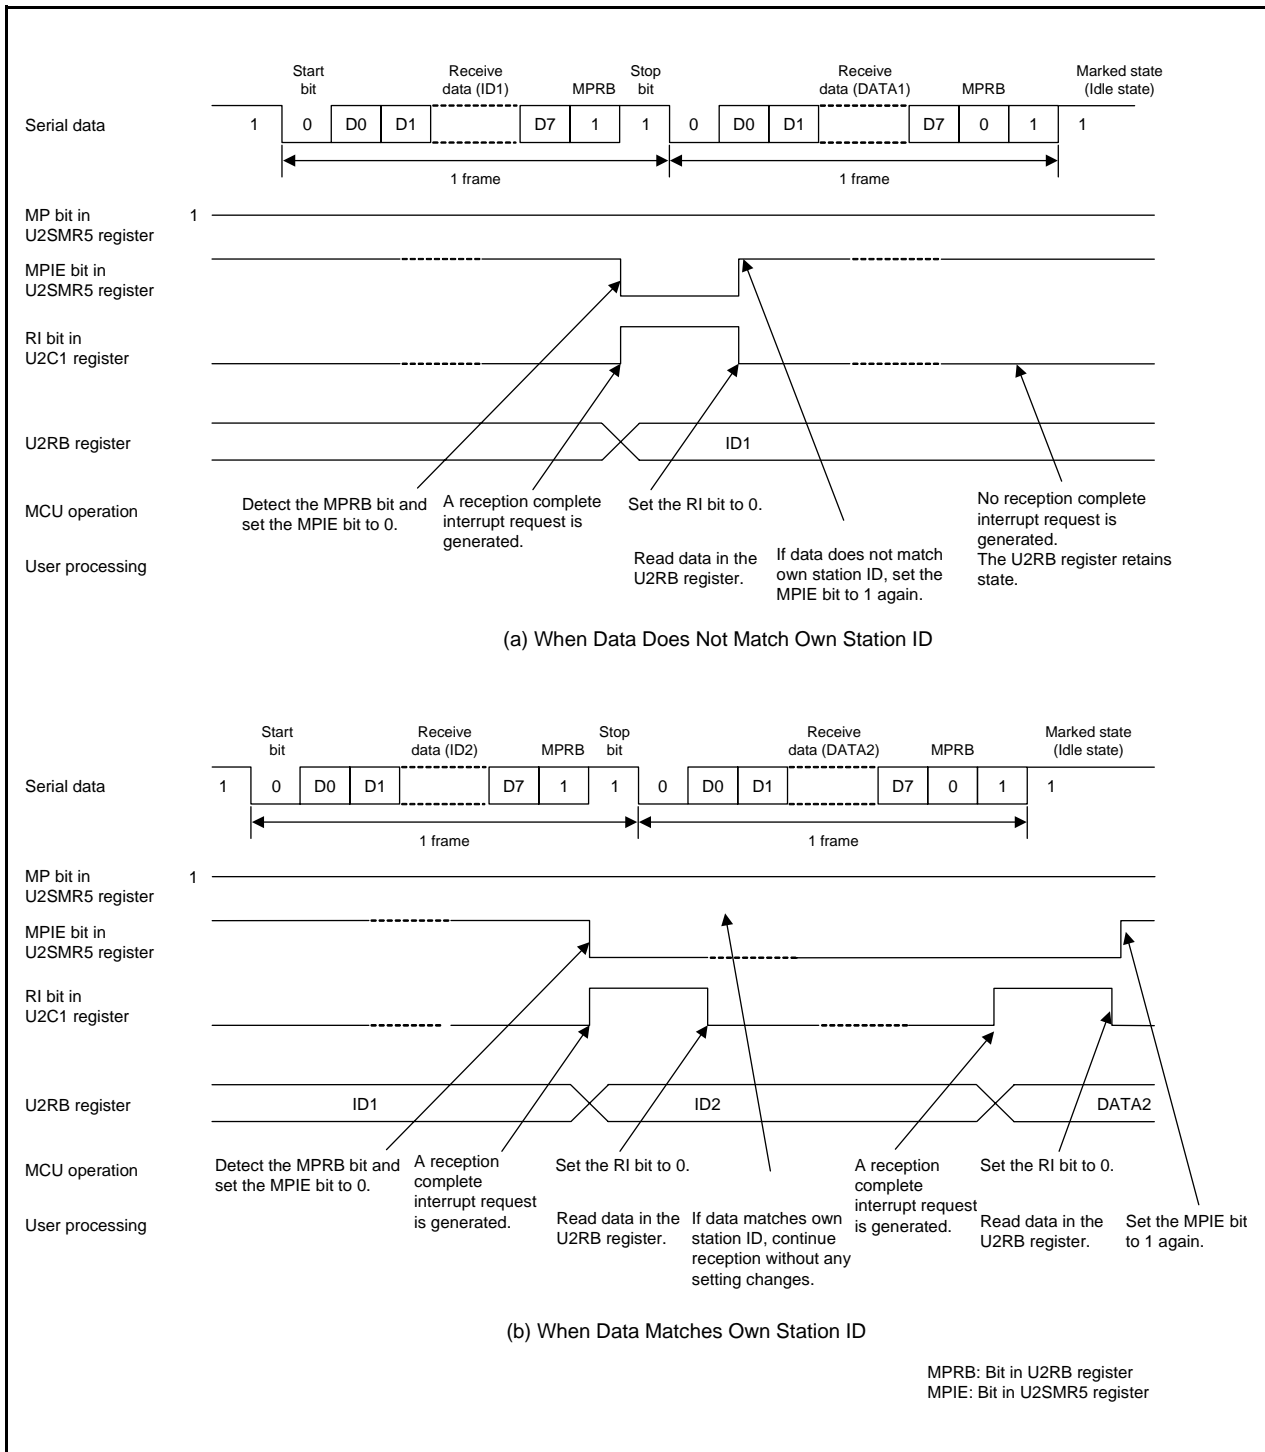 Start Receive Stop Receive Marked state
bit data (ID1) MPRB bit data (DATA1) MPRB (Idle state)
Serial data 1 0 D0 D1 D7 1 1 0 D0 D1 D7 0 1 1
1 frame 1 frame
MP bit in 1
U2SMR5 register
MPIE bit in
U2SMR5 register
RI bit in
U2C1 register
U2RB register ID1
MCU operation
Detect the MPRB bit and
set the MPIE bit to 0.
A reception complete
interrupt request is
generated.
Set the RI bit to 0.
No reception complete
interrupt request is
generated.
The U2RB register retains
state.
User processing
Read data in the
U2RB register.
If data does not match
own station ID, set the
MPIE bit to 1 again.
(a) When Data Does Not Match Own Station ID
Start Receive Stop Receive Marked state
bit data (ID2) MPRB bit data (DATA2) MPRB (Idle state)
Serial data 1 0 D0 D1 D7 1 1 0 D0 D1 D7 0 1 1
1 frame 1 frame
MP bit in 1
U2SMR5 register
MPIE bit in
U2SMR5 register
RI bit in
U2C1 register
U2RB register ID1 ID2 DATA2
MCU operation
Detect the MPRB bit and
set the MPIE bit to 0.
A reception
complete
interrupt request
is generated.
Set the RI bit to 0.
A reception
complete
interrupt request
is generated.
Set the RI bit to 0.
User processing
Read data in the
U2RB register.
If data matches own
station ID, continue
reception without any
setting changes.
Read data in the
U2RB register.
Set the MPIE bit
to 1 again.
(b) When Data Matches Own Station ID
MPRB: Bit in U2RB register
MPIE: Bit in U2SMR5 register